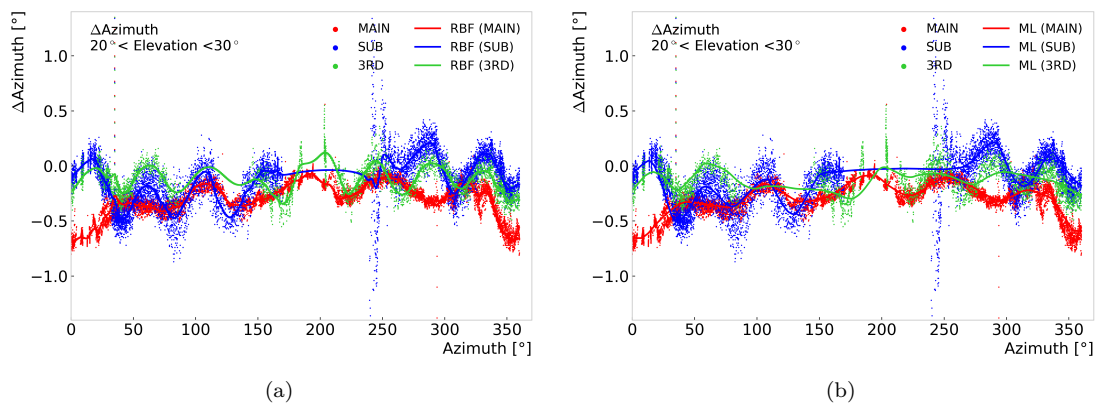 ΔAzimuth
20°< Elevation <30°
MAIN
SUB
3RD
RBF (MAIN)
RBF (SUB)
RBF (3RD)
ΔAzimuth [°]
1.0
0.5
0.0
−0.5
−1.0
0 50 100 150 200 250 300 350
Azimuth [°]
(a)
ΔAzimuth
20°< Elevation <30°
MAIN
SUB
3RD
ML (MAIN)
ML (SUB)
ML (3RD)
ΔAzimuth [°]
1.0
0.5
0.0
−0.5
−1.0
0 50 100 150 200 250 300 350
Azimuth [°]
(b)